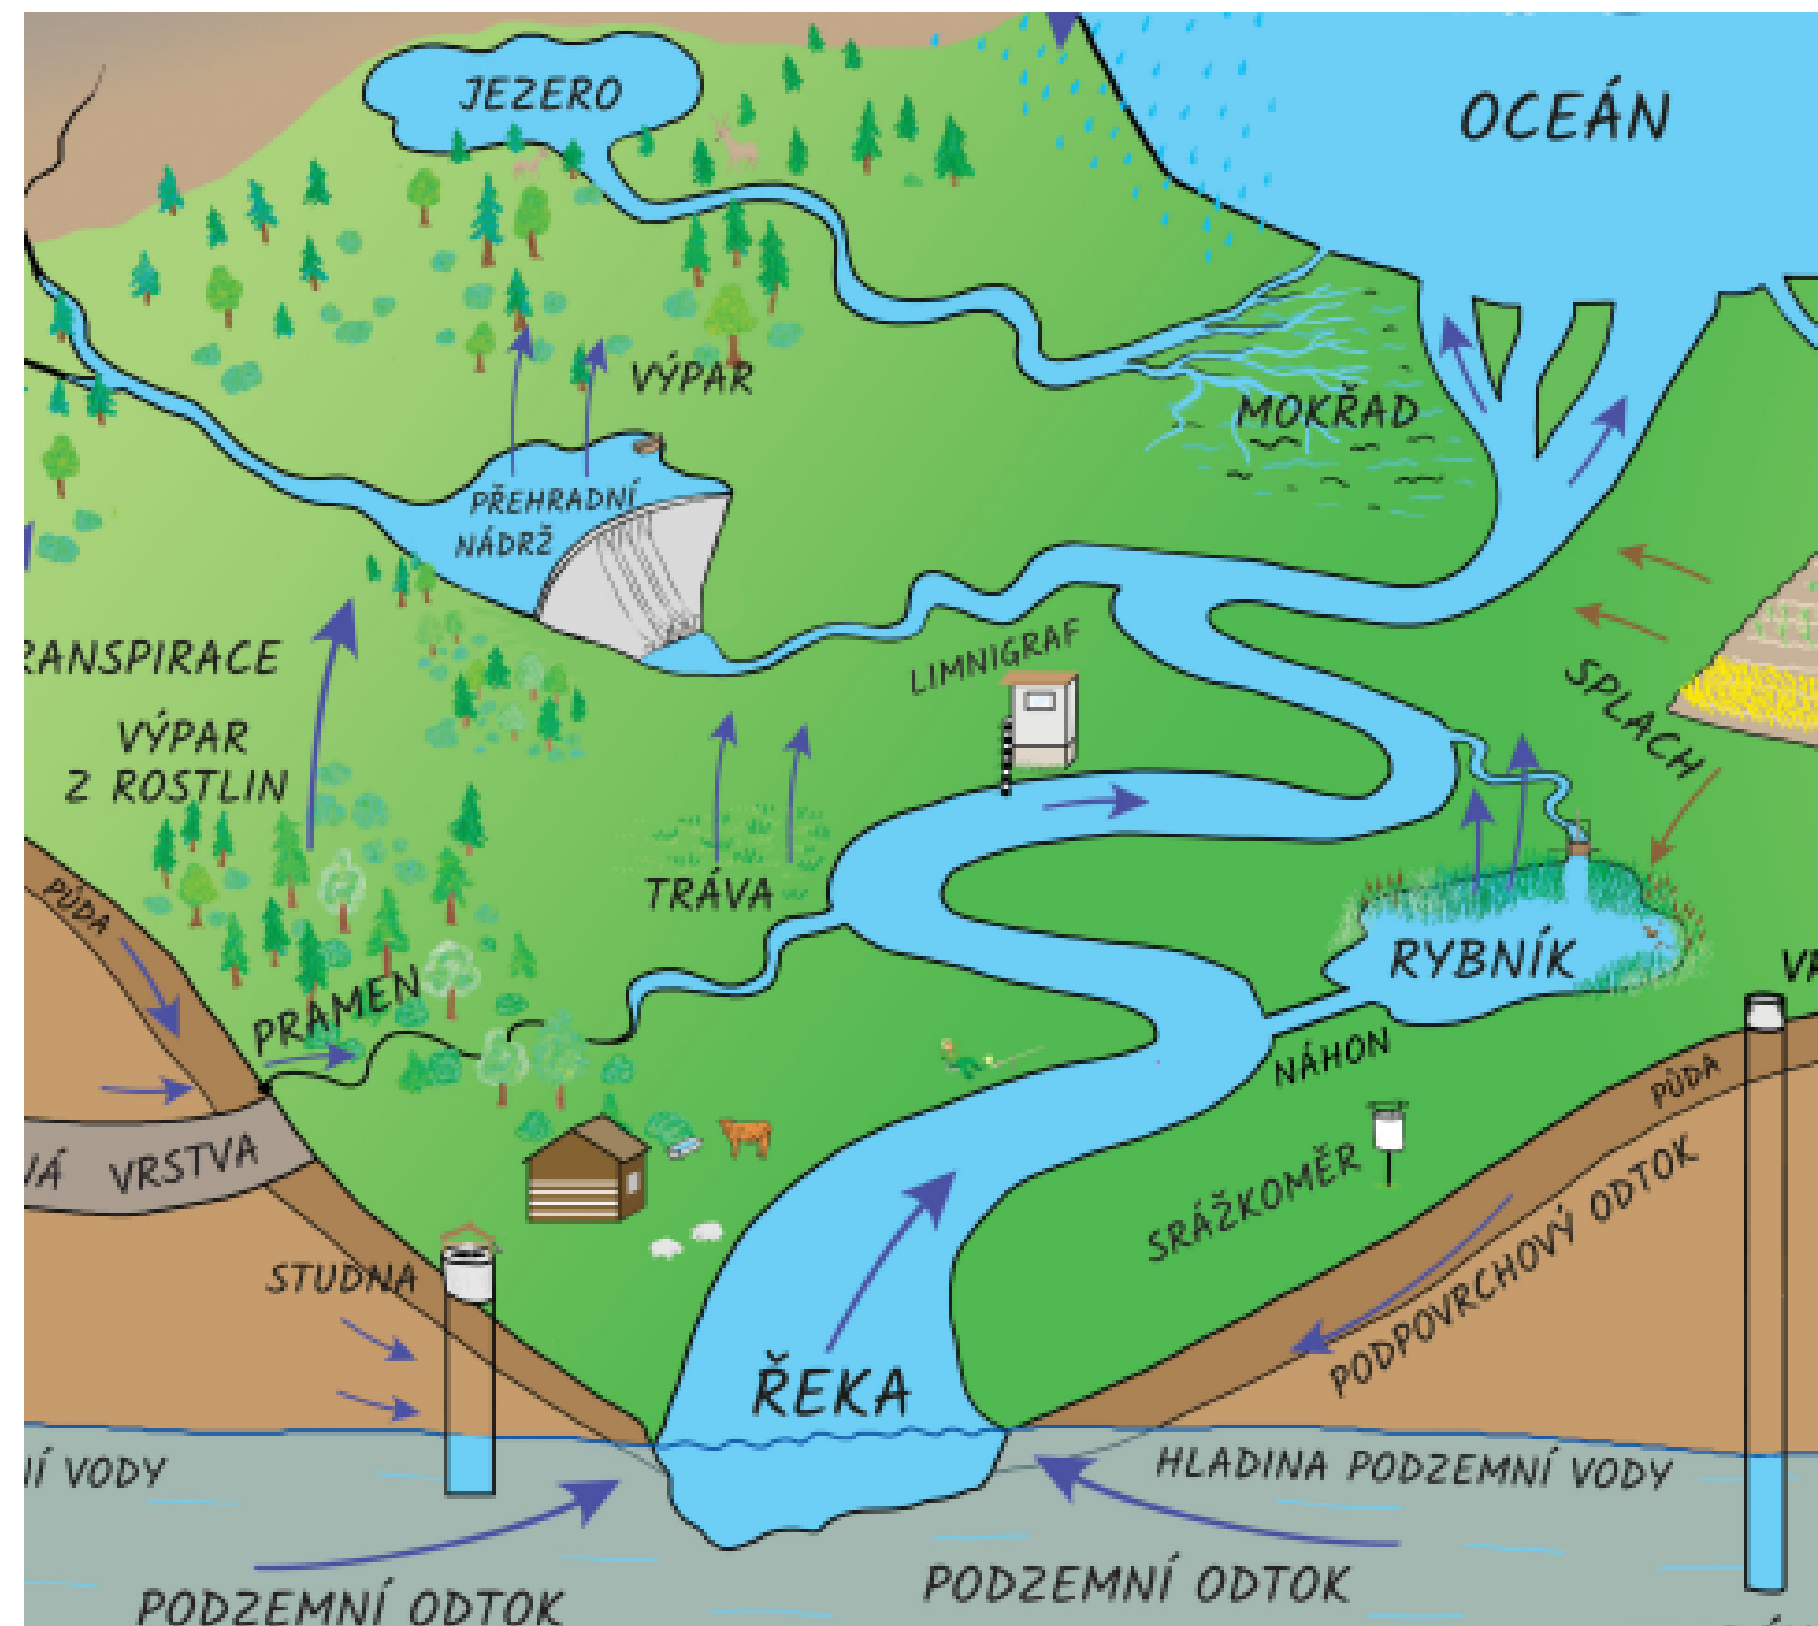 JEZERO
OCEÁN
VÝPAR
MOKŘAD
PŘEHRADNÍ
NÁDRŽ
RANSPIRACE
LIMNIGRAF
SPLACH
VÝPAR
Z ROSTLIN
TRÁVA
PŮDA
RYBNÍK
PRAMEN
NÁHON
PŮDA
VRSTVA
SRÁŽKOMĚR
STUDNA
PODPOVRCHOVÝ ODTOK
ŘEKA
NÍ VODY
HLADINA PODZEMNÍ VODY
PODZEMNÍ ODTOK
PODZEMNÍ ODTOK